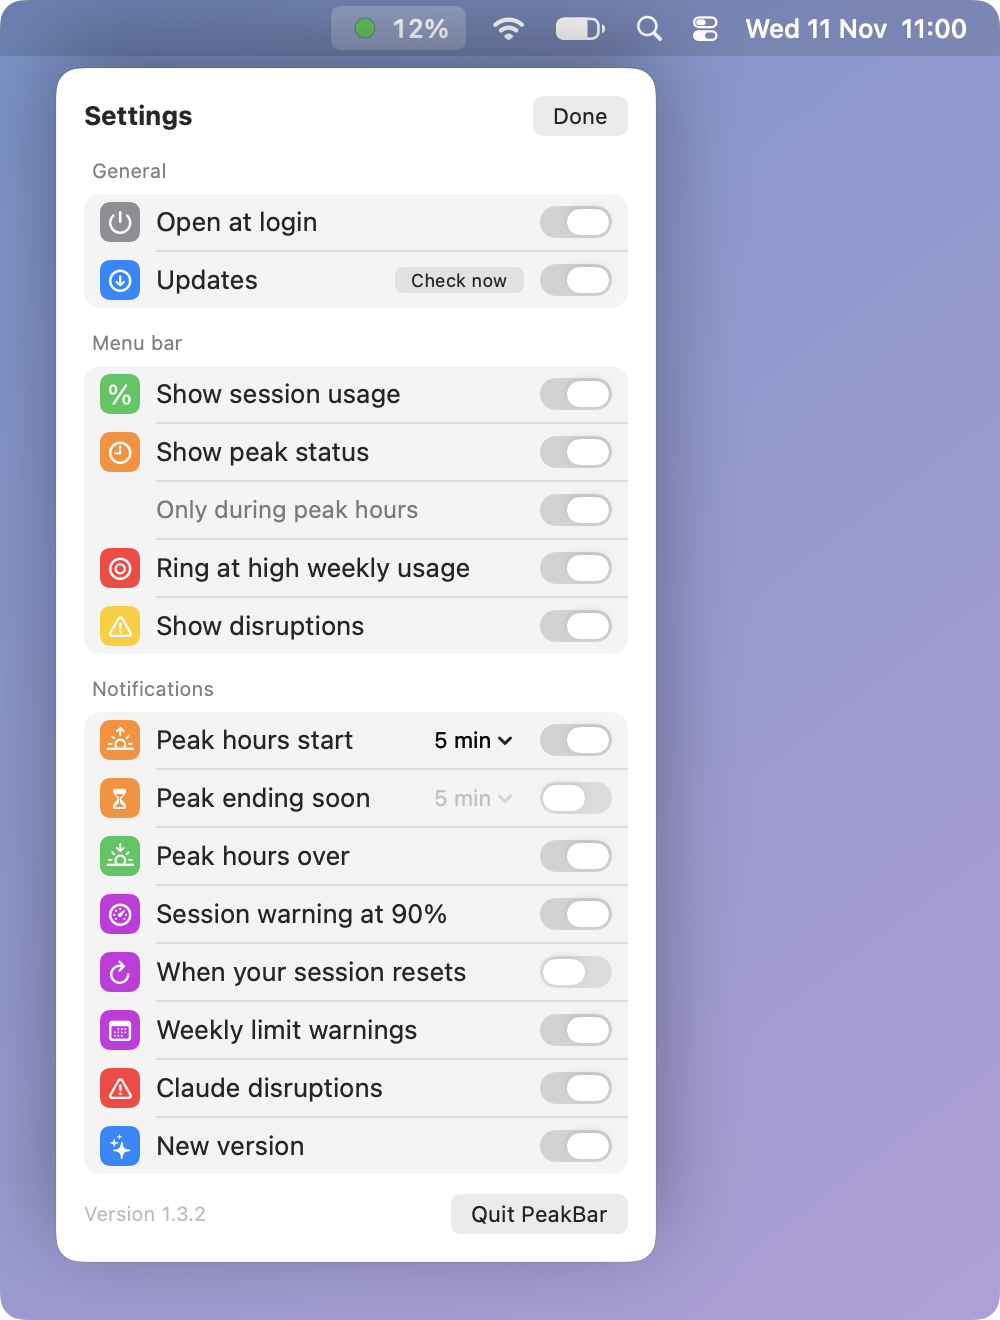 12%
Wed 11 Nov 11:00
Settings
Done
General
Open at login
Updates
Check now
Menu bar
% Show session usage
Show peak status
Only during peak hours
Ring at high weekly usage
Show disruptions
Notifications
Peak hours start
5 min
Peak ending soon
5 min
Peak hours over
Session warning at 90%
When your session resets
Weekly limit warnings
Claude disruptions
New version
Version 1.3.2
Quit PeakBar